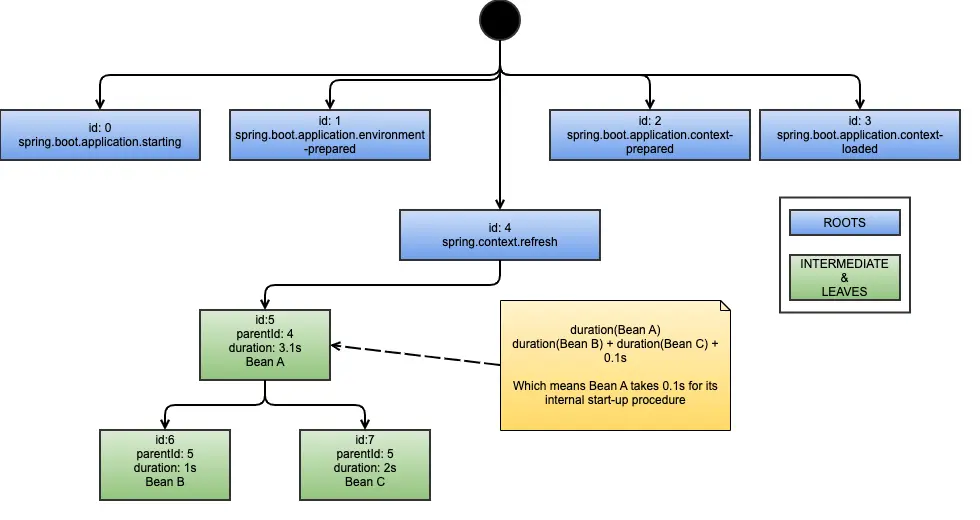 id: 0
spring.boot.application.starting
id: 1
spring.boot.application.environment
-prepared
id: 2
spring.boot.application.context-
prepared
id: 3
spring.boot.application.context-
loaded
id: 4
spring.context.refresh
ROOTS
INTERMEDIATE
&
LEAVES
id:5
parentId: 4
duration: 3.1s
Bean A
duration(Bean A)
duration(Bean B) + duration(Bean C) +
0.1s
Which means Bean A takes 0.1s for its
internal start-up procedure
id:6
parentId: 5
duration: 1s
Bean B
id:7
parentId: 5
duration: 2s
Bean C